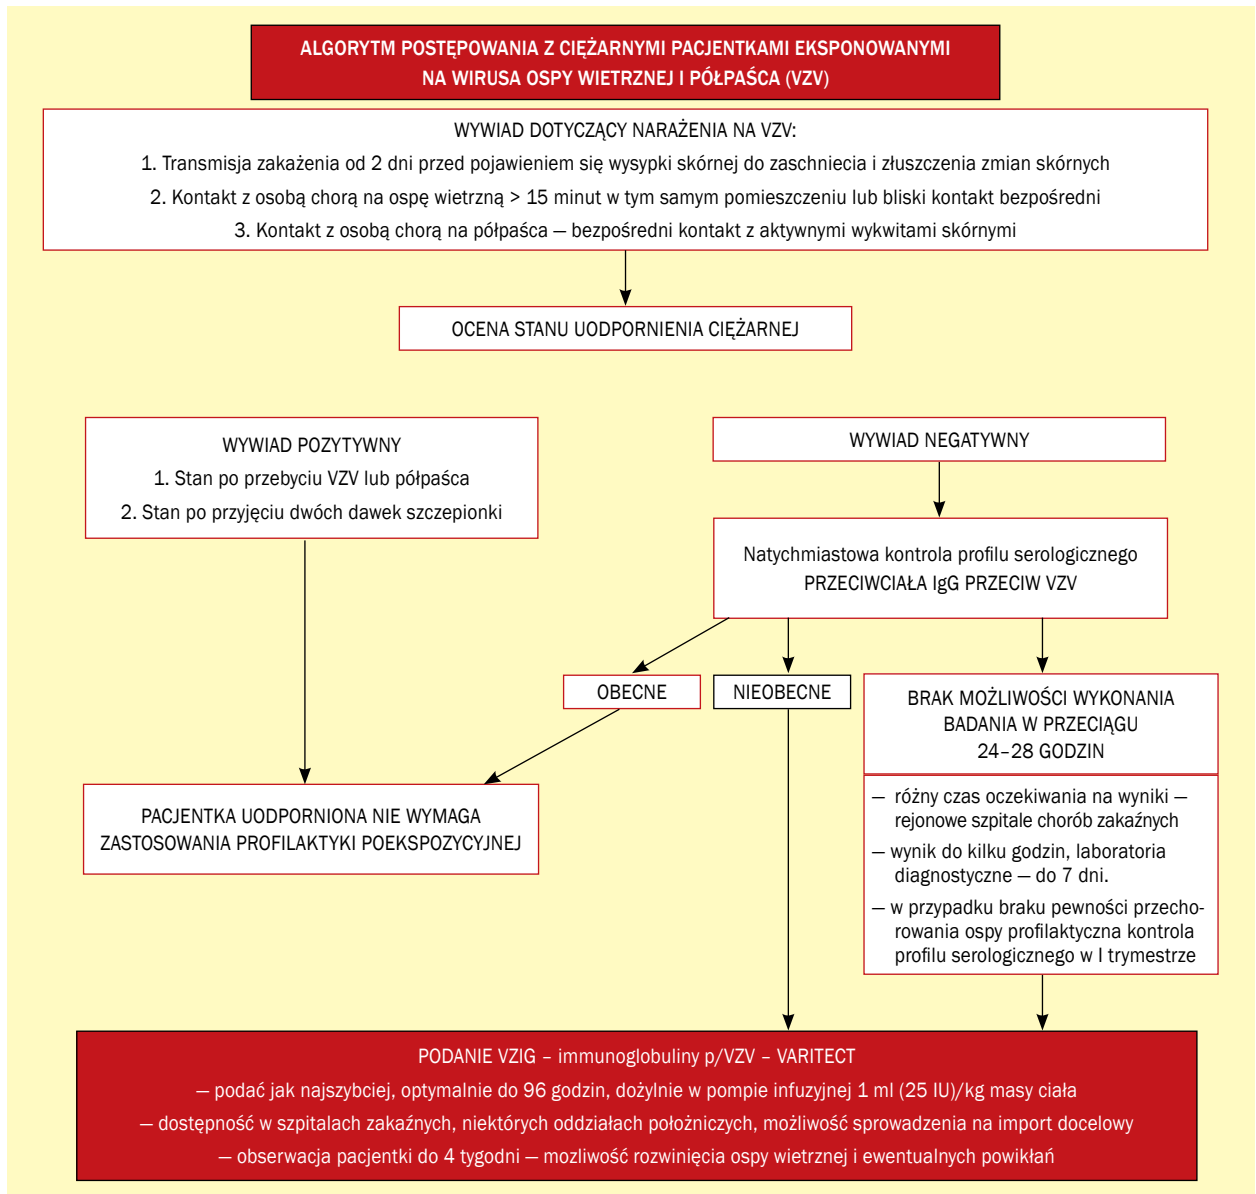 ALGORYTM POSTĘPOWANIA Z CIĘŻARNYMI PACJENTKAMI EKSPONOWANYMI
NA WIRUSA OSPY WIETRZNEJ I PÓŁPAŚCA (VZV)
WYWIAD DOTYCZĄCY NARAŻENIA NA VZV:
1. Transmisja zakażenia od 2 dni przed pojawieniem się wysypki skórnej do zaschniecia i złuszczenia zmian skórnych
2. Kontakt z osobą chorą na ospę wietrzną > 15 minut w tym samym pomieszczeniu lub bliski kontakt bezpośredni
3. Kontakt z osobą chorą na półpaśca — bezpośredni kontakt z aktywnymi wykwitami skórnymi
OCENA STANU UODPORNIENIA CIĘŻARNEJ
WYWIAD POZYTYWNY
1. Stan po przebyciu VZV lub półpaśca
2. Stan po przyjęciu dwóch dawek szczepionki
WYWIAD NEGATYWNY
Natychmiastowa kontrola profilu serologicznego
PRZECIWCIAŁA IgG PRZECIW VZV
OBECNE
NIEOBECNE
BRAK MOŻLIWOŚCI WYKONANIA
BADANIA W PRZECIĄGU
24–28 GODZIN
— różny czas oczekiwania na wyniki —
rejonowe szpitale chorób zakaźnych
— wynik do kilku godzin, laboratoria
diagnostyczne — do 7 dni.
— w przypadku braku pewności przecho-
rowania ospy profilaktyczna kontrola
profilu serologicznego w I trymestrze
PACJENTKA UODPORNIONA NIE WYMAGA
ZASTOSOWANIA PROFILAKTYKI POEKSPOZYCYJNEJ
PODANIE VZIG – immunoglobuliny p/VZV – VARITECT
— podać jak najszybciej, optymalnie do 96 godzin, dożylnie w pompie infuzyjnej 1 ml (25 IU)/kg masy ciała
— dostępność w szpitalach zakaźnych, niektórych oddziałach położniczych, możliwość sprowadzenia na import docelowy
— obserwacja pacjentki do 4 tygodni — mozliwość rozwinięcia ospy wietrznej i ewentualnych powikłań